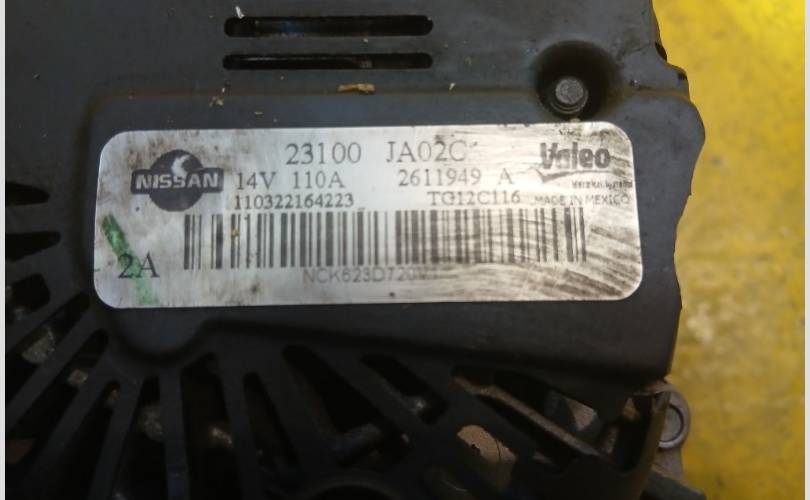 23100 JA02C
NISSAN
Valeo
14V 110A 2611949 A
110322164223 TG12C116 MADE IN MEXICO
2A